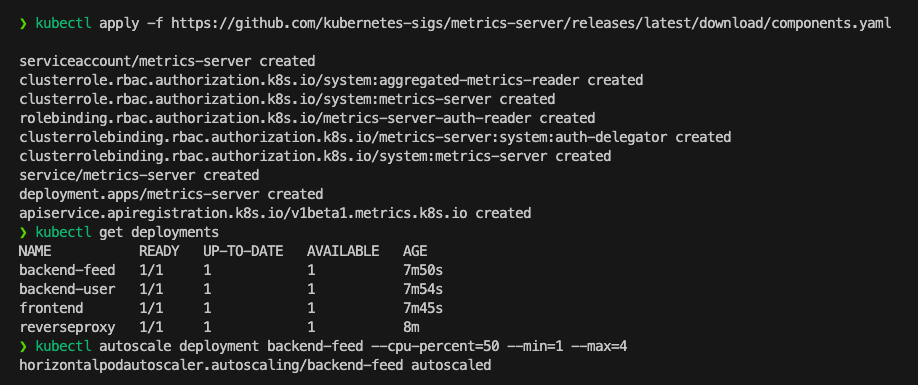 ❯ kubectl apply -f https://github.com/kubernetes-sigs/metrics-server/releases/latest/download/components.yaml
serviceaccount/metrics-server created
clusterrole.rbac.authorization.k8s.io/system:aggregated-metrics-reader created
clusterrole.rbac.authorization.k8s.io/system:metrics-server created
rolebinding.rbac.authorization.k8s.io/metrics-server-auth-reader created
clusterrolebinding.rbac.authorization.k8s.io/metrics-server:system:auth-delegator created
clusterrolebinding.rbac.authorization.k8s.io/system:metrics-server created
service/metrics-server created
deployment.apps/metrics-server created
apiservice.apiregistration.k8s.io/v1beta1.metrics.k8s.io created
❯ kubectl get deployments
NAME           READY   UP-TO-DATE   AVAILABLE   AGE
backend-feed   1/1     1            1           7m50s
backend-user   1/1     1            1           7m54s
frontend       1/1     1            1           7m45s
reverseproxy   1/1     1            1           8m
❯ kubectl autoscale deployment backend-feed --cpu-percent=50 --min=1 --max=4
horizontalpodautoscaler.autoscaling/backend-feed autoscaled